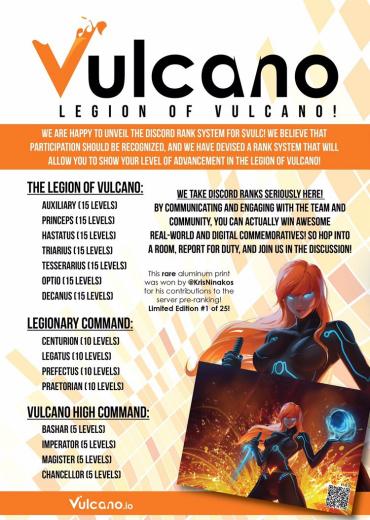 Vulcano
LEGION OF VULCANO!
WE ARE HAPPY TO UNVEIL THE DISCORD RANK SYSTEM FOR $VULC! WE BELIEVE THAT
PARTICIPATION SHOULD BE RECOGNIZED, AND WE HAVE DEVISED A RANK SYSTEM THAT WILL
ALLOW YOU TO SHOW YOUR LEVEL OF ADVANCEMENT IN THE LEGION OF VULCANO!
THE LEGION OF VULCANO:
AUXILIARY (15 LEVELS)
PRINCEPS (15 LEVELS)
HASTATUS (15 LEVELS)
TRIARIUS (15 LEVELS)
TESSERARIUS (15 LEVELS)
OPTIO (15 LEVELS)
DECANUS (15 LEVELS)
LEGIONARY COMMAND:
CENTURION (10 LEVELS)
LEGATUS (10 LEVELS)
PREFECTUS (10 LEVELS)
PRAETORIAN (10 LEVELS)
VULCANO HIGH COMMAND:
BASHAR (5 LEVELS)
IMPERATOR (5 LEVELS)
MAGISTER (5 LEVELS)
CHANCELLOR (5 LEVELS)
WE TAKE DISCORD RANKS SERIOUSLY HERE!
BY COMMUNICATING AND ENGAGING WITH THE TEAM AND
COMMUNITY, YOU CAN ACTUALLY WIN AWESOME
REAL-WORLD AND DIGITAL COMMEMORATIVES! SO HOP INTO
A ROOM, REPORT FOR DUTY, AND JOIN US IN THE DISCUSSION!
This rare aluminum print
was won by @KrisNinakos
for his contributions to the
server pre-ranking!
Limited Edition #1 of 25!
Vulcano.io